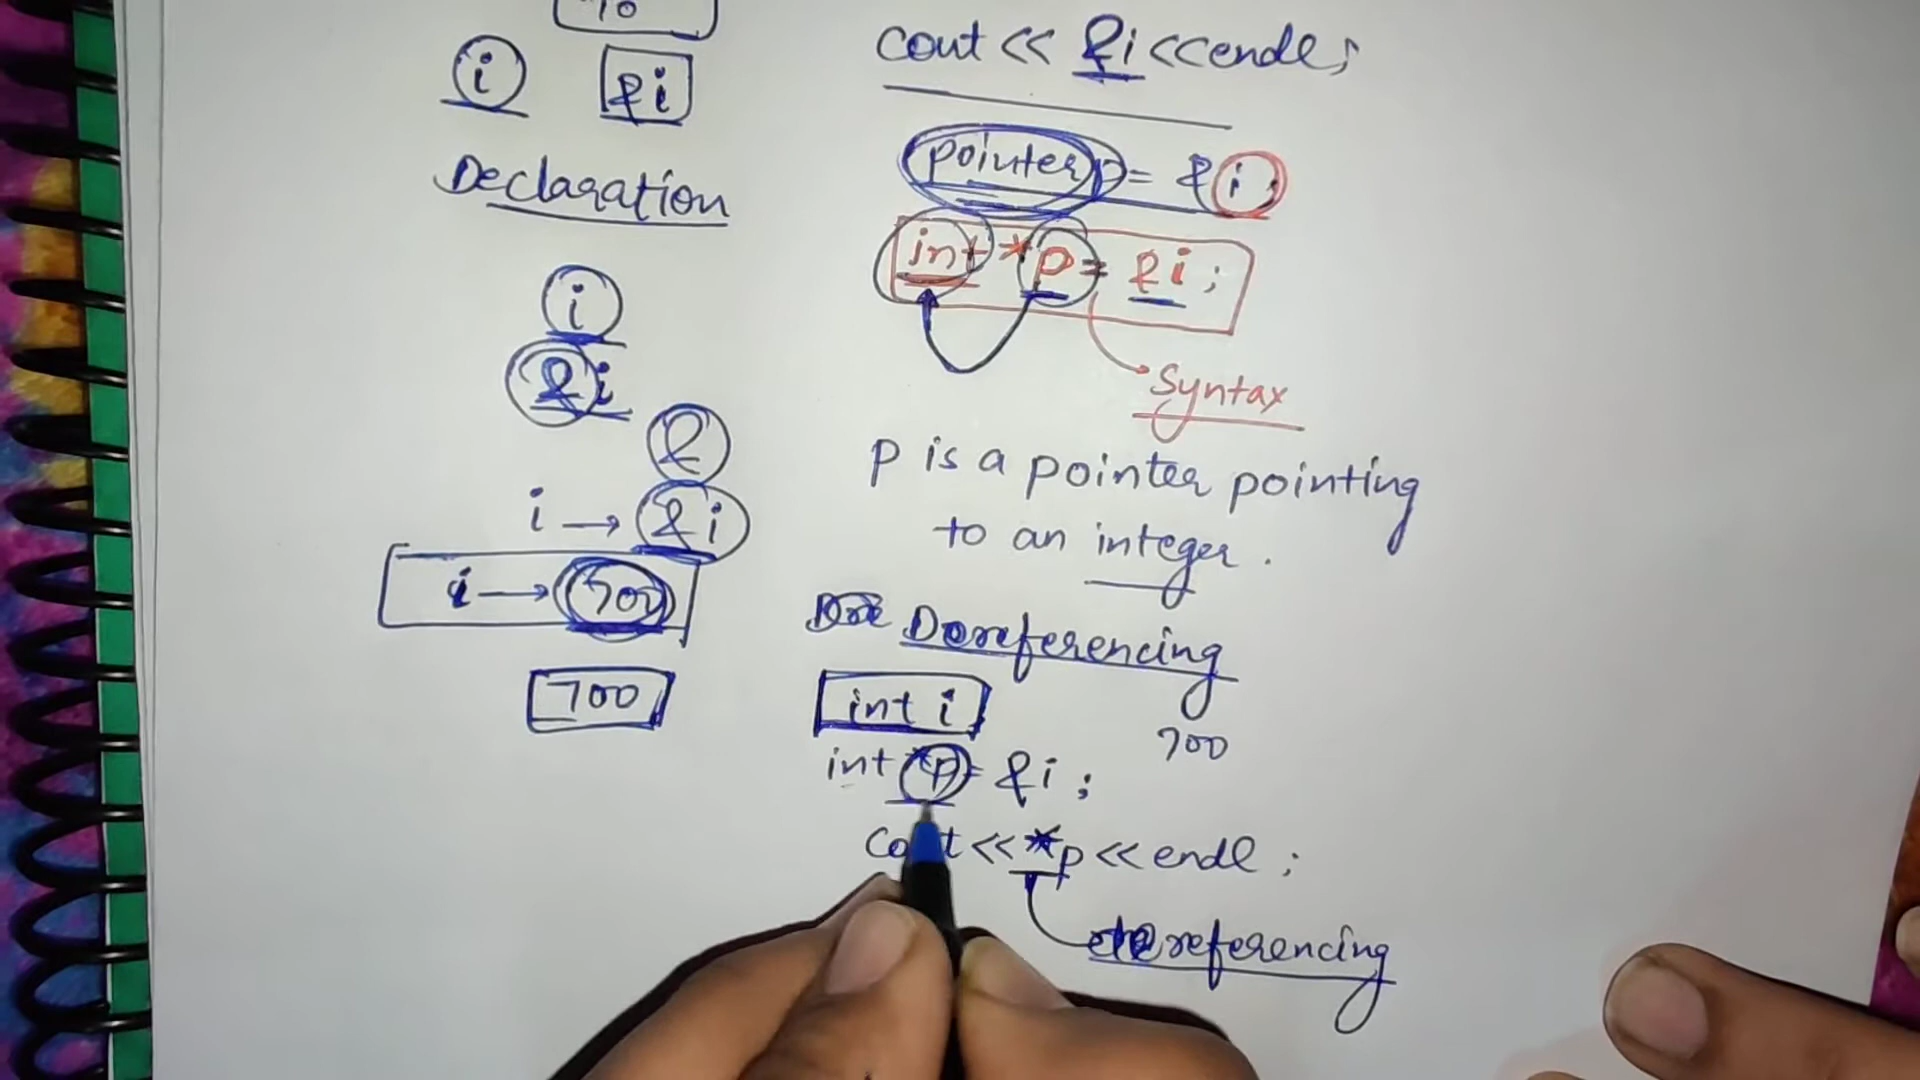 10
i &i
Declaration
i
&i
&
i → &i
i → 700
700
cout << &i <<endl;
pointer p = &i;
int *p = &i;
Syntax
p is a pointer pointing
to an integer.
Dereferencing
int i
700
int *p = &i;
cout << *p << endl;
dereferencing